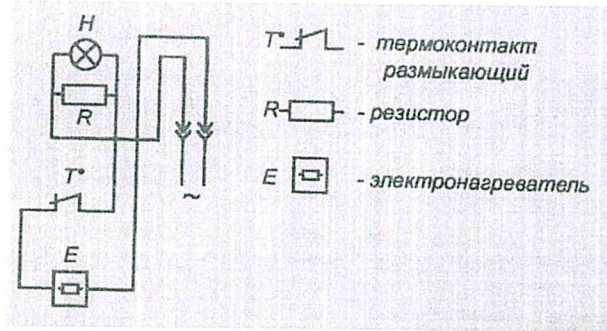 H
R
T°
E
~
T° - термоконтакт
размыкающий
R - резистор
E - электронагреватель